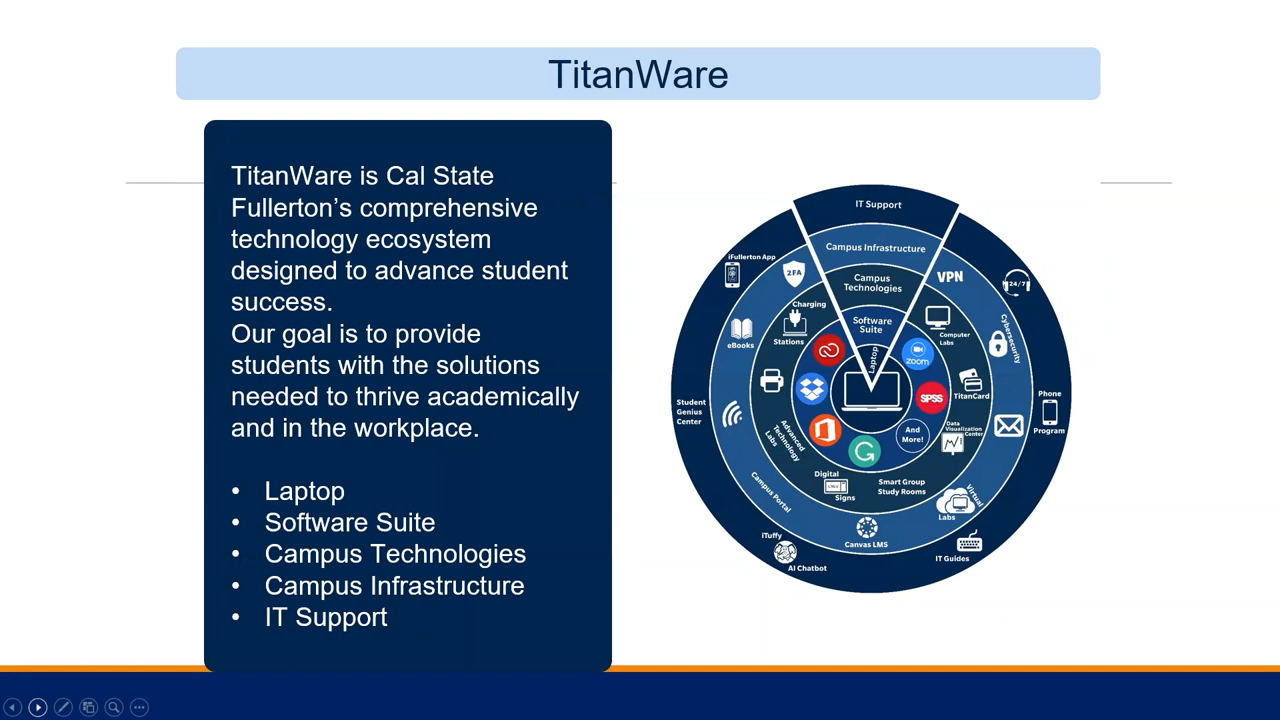 TitanWare
TitanWare is Cal State
Fullerton’s comprehensive
technology ecosystem
designed to advance student
success.
Our goal is to provide
students with the solutions
needed to thrive academically
and in the workplace.
• Laptop
• Software Suite
• Campus Technologies
• Campus Infrastructure
• IT Support
IT Support
Campus Infrastructure
Campus
Technologies
Software
Suite
Laptop
iFullerton App
2FA
VPN
24/7
Charging
Stations
eBooks
Computer
Labs
Cybersecurity
zoom
SPSS
TitanCard
Student
Genius
Center
Phone
Program
And
More!
Data
Visualization
Center
Advanced
Technology
Labs
Digital
Signs
Smart Group
Study Rooms
Campus Portal
Virtual
Labs
Canvas LMS
iTuffy
AI Chatbot
IT Guides